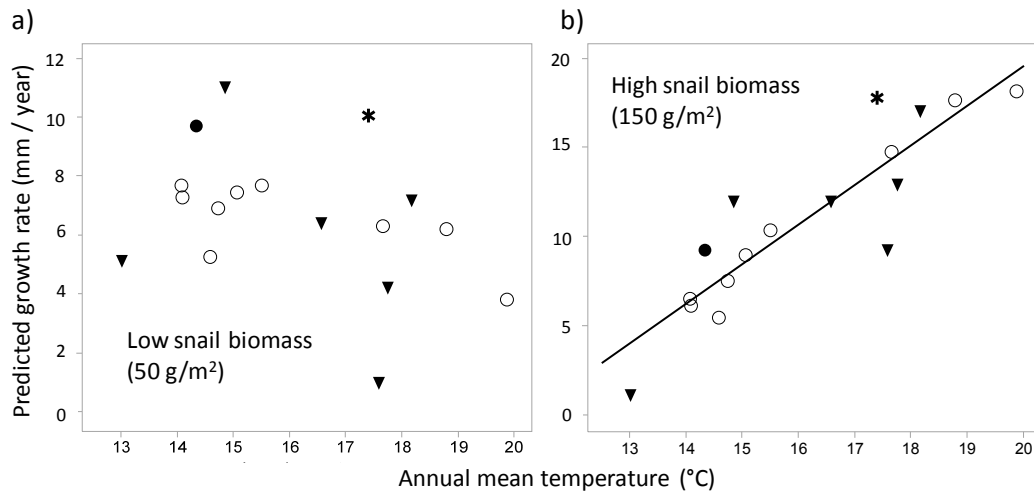 a)
b)
Predicted growth rate (mm / year)
12
10
8
6
4
2
0
Low snail biomass
(50 g/m²)
13 14 15 16 17 18 19 20
20
15
10
5
0
High snail biomass
(150 g/m²)
13 14 15 16 17 18 19 20
Annual mean temperature (°C)